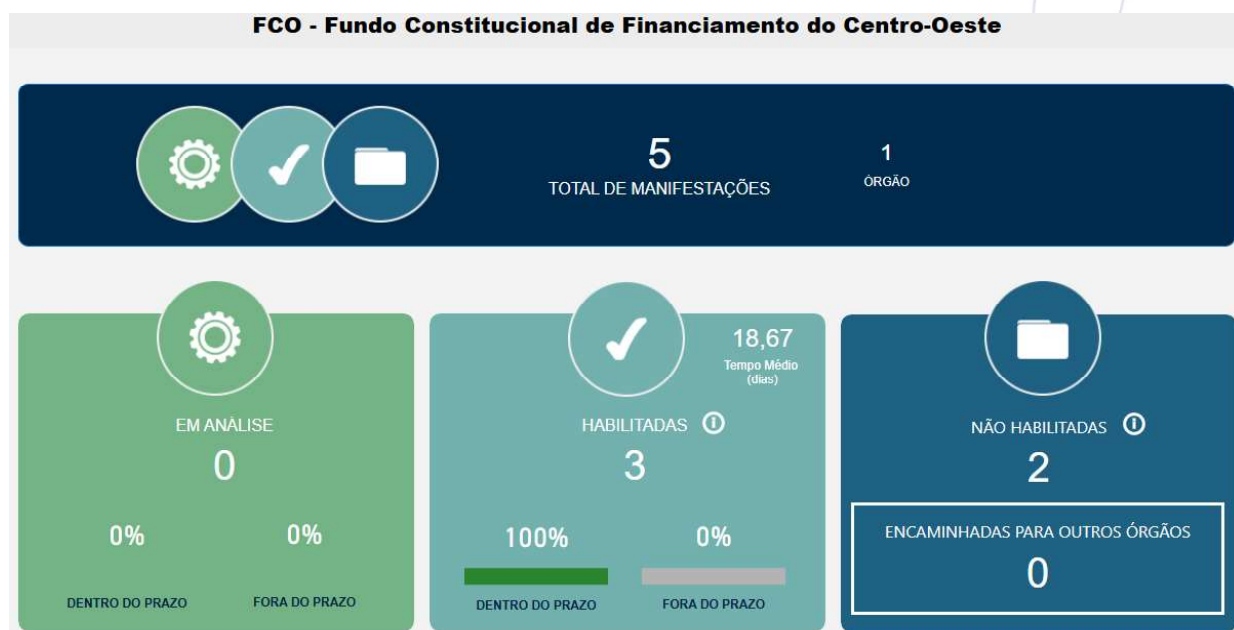 FCO - Fundo Constitucional de Financiamento do Centro-Oeste
5
TOTAL DE MANIFESTAÇÕES
1
ÓRGÃO
EM ANÁLISE
0
0%
0%
DENTRO DO PRAZO
FORA DO PRAZO
18,67
Tempo Médio
(dias)
HABILITADAS
3
100%
0%
DENTRO DO PRAZO
FORA DO PRAZO
NÃO HABILITADAS
2
ENCAMINHADAS PARA OUTROS ÓRGÃOS
0